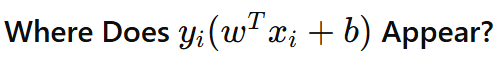 Where Does $y_i(w^T x_i + b)$ Appear?